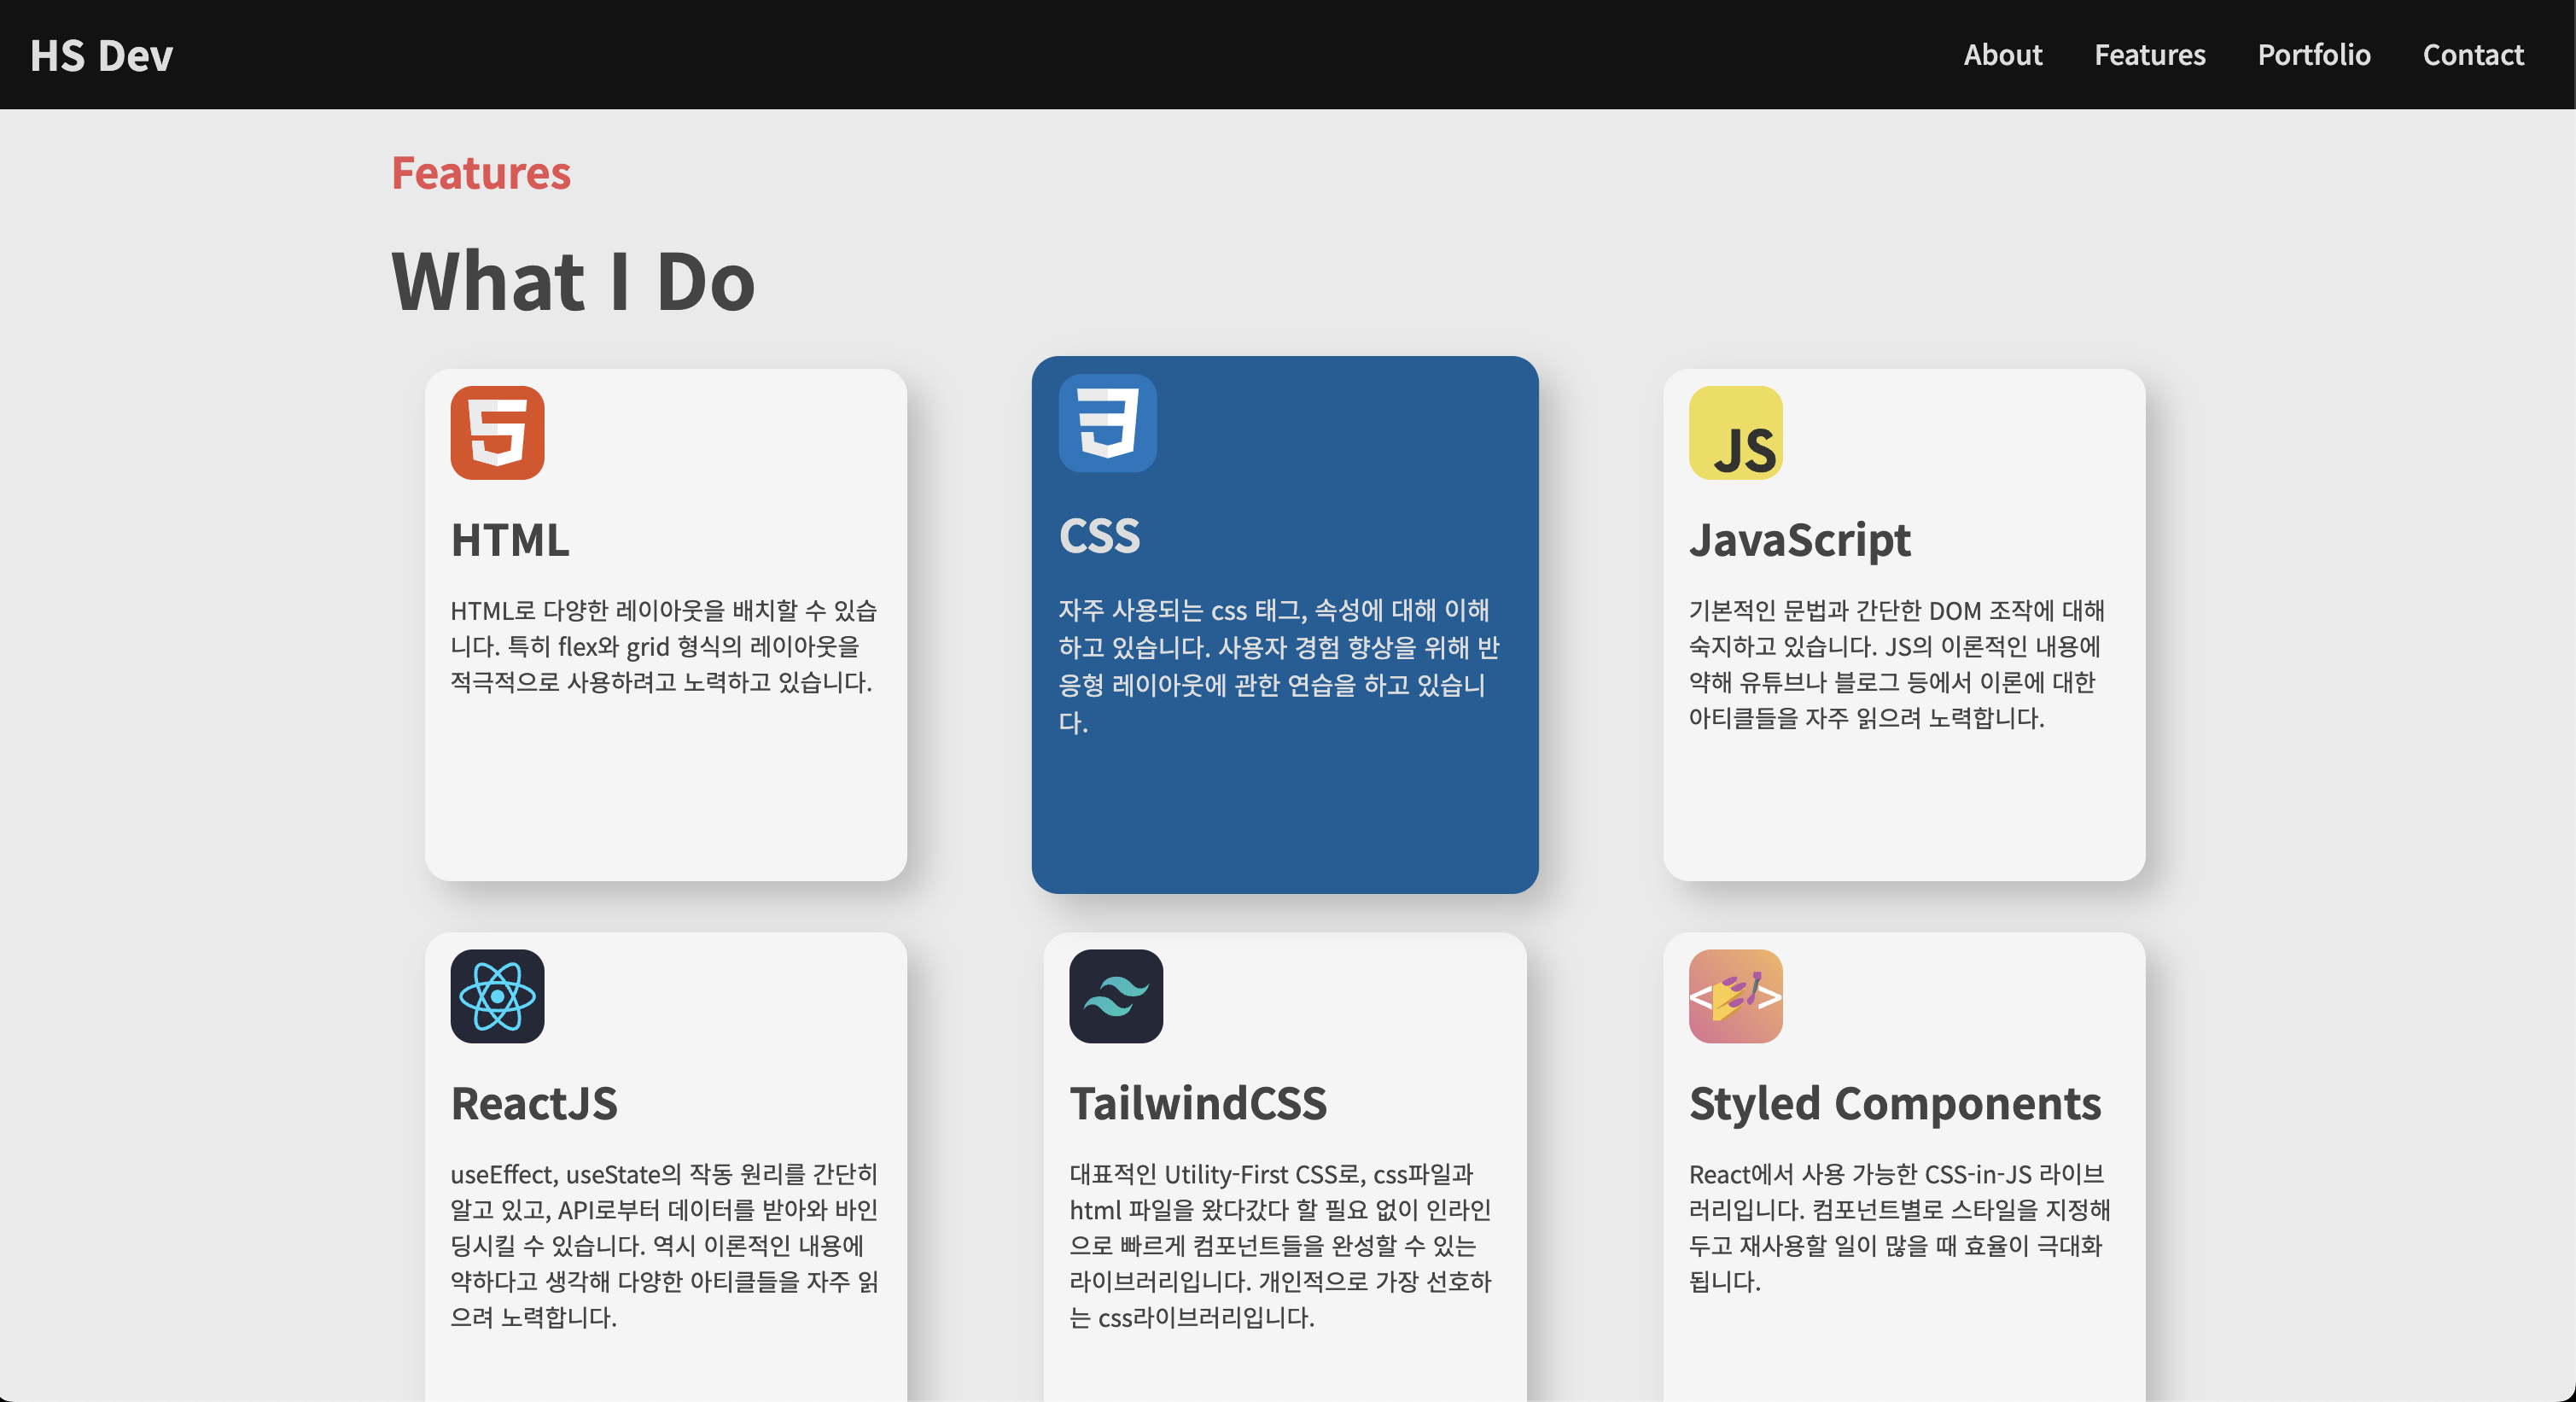 HS Dev
About Features Portfolio Contact
Features
What I Do
HTML
HTML로 다양한 레이아웃을 배치할 수 있습
니다. 특히 flex와 grid 형식의 레이아웃을
적극적으로 사용하려고 노력하고 있습니다.
CSS
자주 사용되는 css 태그, 속성에 대해 이해
하고 있습니다. 사용자 경험 향상을 위해 반
응형 레이아웃에 관한 연습을 하고 있습니
다.
JS
JavaScript
기본적인 문법과 간단한 DOM 조작에 대해
숙지하고 있습니다. JS의 이론적인 내용에
약해 유튜브나 블로그 등에서 이론에 대한
아티클들을 자주 읽으려 노력합니다.
ReactJS
useEffect, useState의 작동 원리를 간단히
알고 있고, API로부터 데이터를 받아와 바인
딩시킬 수 있습니다. 역시 이론적인 내용에
약하다고 생각해 다양한 아티클들을 자주 읽
으려 노력합니다.
TailwindCSS
대표적인 Utility-First CSS로, css파일과
html 파일을 왔다갔다 할 필요 없이 인라인
으로 빠르게 컴포넌트들을 완성할 수 있는
라이브러리입니다. 개인적으로 가장 선호하
는 css라이브러리입니다.
Styled Components
React에서 사용 가능한 CSS-in-JS 라이브
러리입니다. 컴포넌트별로 스타일을 지정해
두고 재사용할 일이 많을 때 효율이 극대화
됩니다.